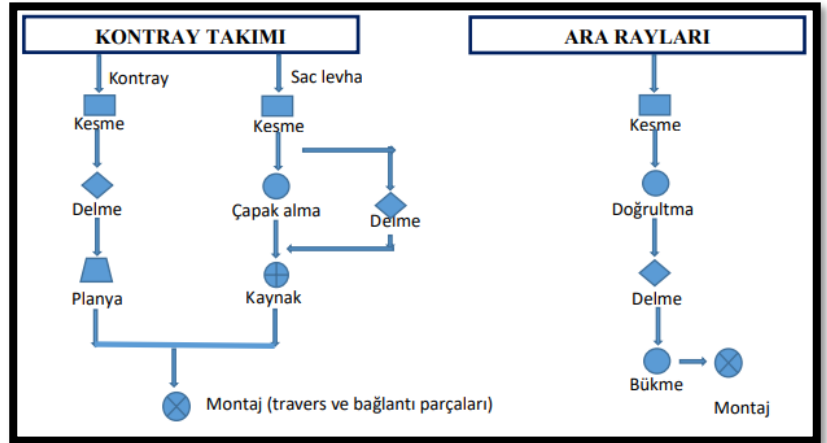 KONTRAY TAKIMI
Kontray
Sac levha
Kesme
Kesme
Delme
Çapak alma
Delme
Planya
Kaynak
Montaj (travers ve bağlantı parçaları)
ARA RAYLARI
Kesme
Doğrultma
Delme
Bükme
Montaj